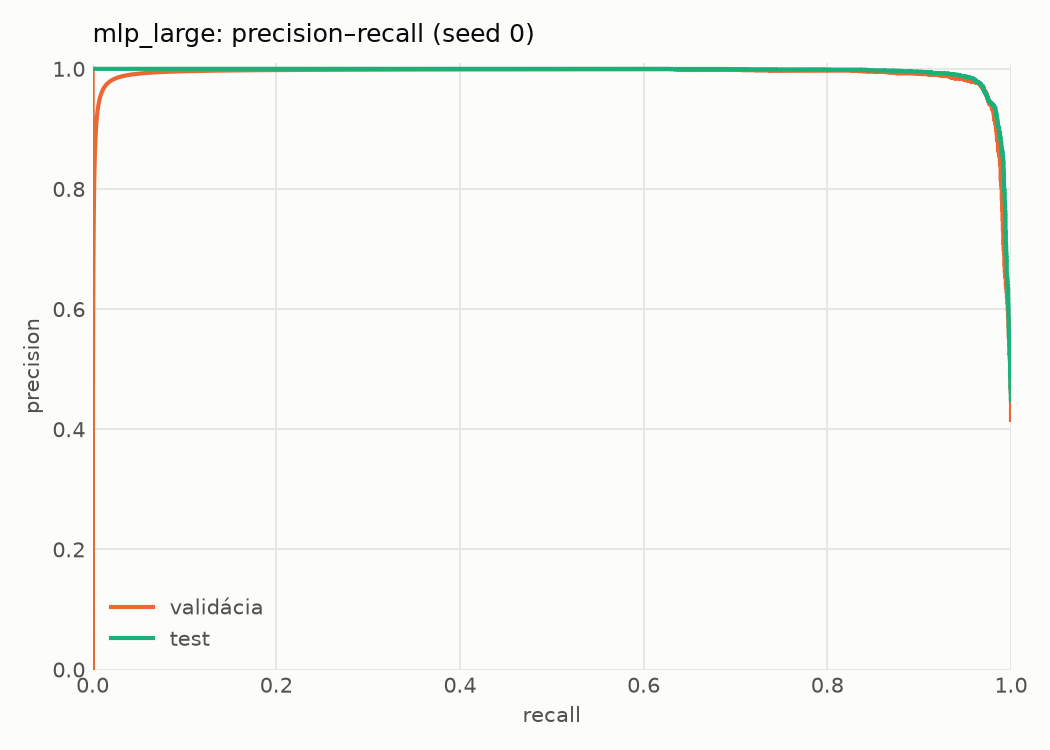 mlp_large: precision–recall (seed 0)
precision
1.0
0.8
0.6
0.4
0.2
0.0
validácia
test
0.0 0.2 0.4 0.6 0.8 1.0
recall